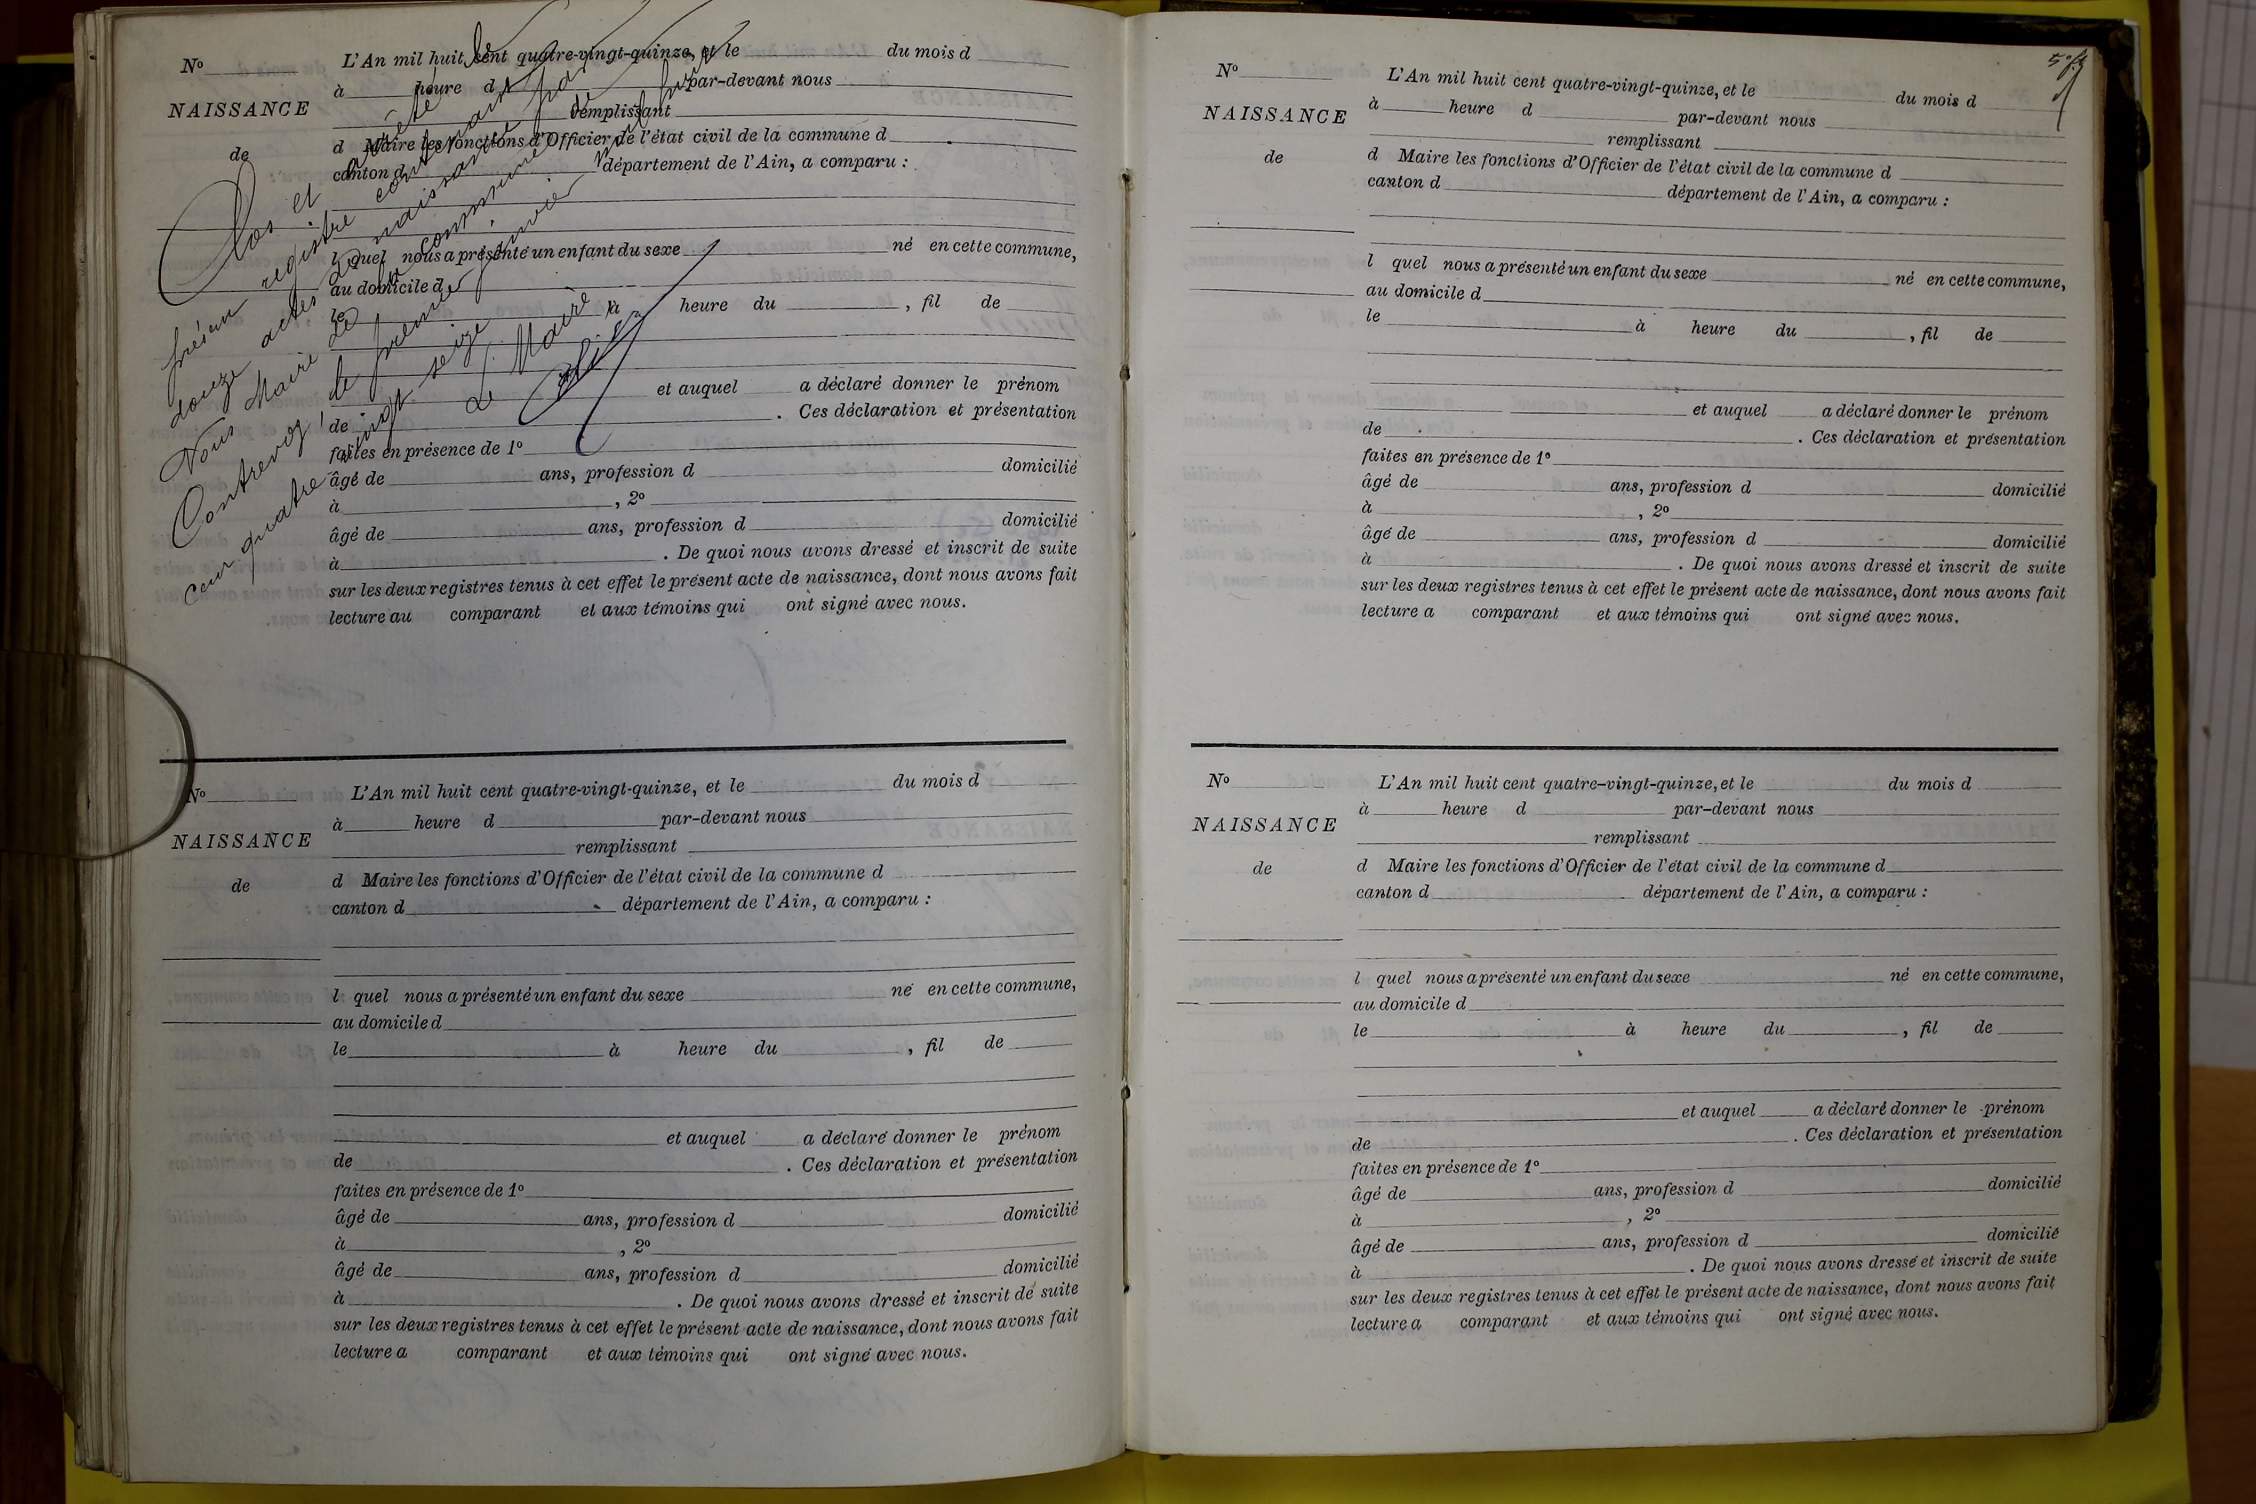 Clos et arrêté le
présent registre contenant
douze actes de naissance par
Nous Maire de la commune de
Contrevoz, le premier janvier mil huit
cent quatre vingt seize
Le Maire
N°
NAISSANCE
de
L'An mil huit cent quatre-vingt-quinze, et le du mois d
à heure d par-devant nous
remplissant
d Maire les fonctions d'Officier de l'état civil de la commune d
canton d département de l'Ain, a comparu :
l quel nous a présenté un enfant du sexe né en cette commune,
au domicile d
le à heure du , fil de
et auquel a déclaré donner le prénom
de . Ces déclaration et présentation
faites en présence de 1°
âgé de ans, profession d domicilié
à , 2°
âgé de ans, profession d domicilié
à . De quoi nous avons dressé et inscrit de suite
sur les deux registres tenus à cet effet le présent acte de naissance, dont nous avons fait
lecture au comparant et aux témoins qui ont signé avec nous.
N°
NAISSANCE
de
L'An mil huit cent quatre-vingt-quinze, et le du mois d
à heure d par-devant nous
remplissant
d Maire les fonctions d'Officier de l'état civil de la commune d
canton d département de l'Ain, a comparu :
l quel nous a présenté un enfant du sexe né en cette commune,
au domicile d
le à heure du , fil de
et auquel a déclaré donner le prénom
de . Ces déclaration et présentation
faites en présence de 1°
âgé de ans, profession d domicilié
à , 2°
âgé de ans, profession d domicilié
à . De quoi nous avons dressé et inscrit de suite
sur les deux registres tenus à cet effet le présent acte de naissance, dont nous avons fait
lecture a comparant et aux témoins qui ont signé avec nous.
N°
NAISSANCE
de
L'An mil huit cent quatre-vingt-quinze, et le du mois d
à heure d par-devant nous
remplissant
d Maire les fonctions d'Officier de l'état civil de la commune d
canton d département de l'Ain, a comparu :
l quel nous a présenté un enfant du sexe né en cette commune,
au domicile d
le à heure du , fil de
et auquel a déclaré donner le prénom
de . Ces déclaration et présentation
faites en présence de 1°
âgé de ans, profession d domicilié
à , 2°
âgé de ans, profession d domicilié
à . De quoi nous avons dressé et inscrit de suite
sur les deux registres tenus à cet effet le présent acte de naissance, dont nous avons fait
lecture a comparant et aux témoins qui ont signé avec nous.
N°
NAISSANCE
de
L'An mil huit cent quatre-vingt-quinze, et le du mois d
à heure d par-devant nous
remplissant
d Maire les fonctions d'Officier de l'état civil de la commune d
canton d département de l'Ain, a comparu :
l quel nous a présenté un enfant du sexe né en cette commune,
au domicile d
le à heure du , fil de
et auquel a déclaré donner le prénom
de . Ces déclaration et présentation
faites en présence de 1°
âgé de ans, profession d domicilié
à , 2°
âgé de ans, profession d domicilié
à . De quoi nous avons dressé et inscrit de suite
sur les deux registres tenus à cet effet le présent acte de naissance, dont nous avons fait
lecture a comparant et aux témoins qui ont signé avec nous.